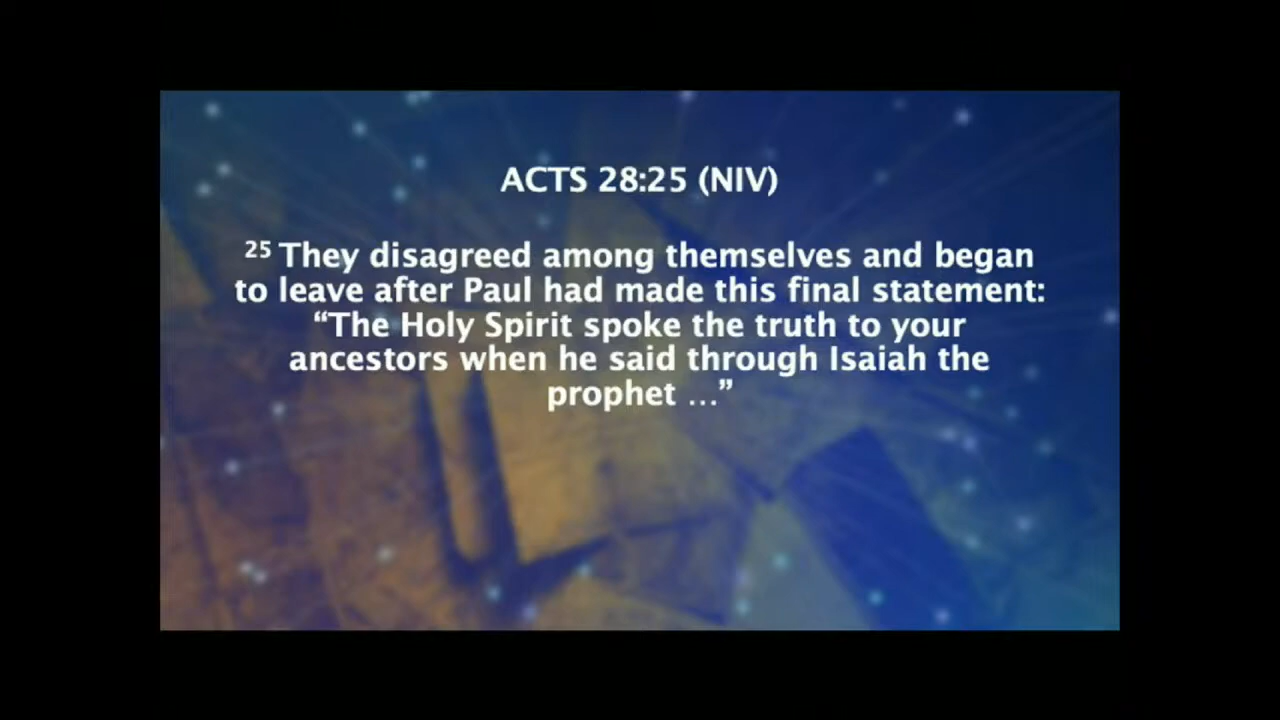 ACTS 28:25 (NIV)
25 They disagreed among themselves and began
to leave after Paul had made this final statement:
“The Holy Spirit spoke the truth to your
ancestors when he said through Isaiah the
prophet …”